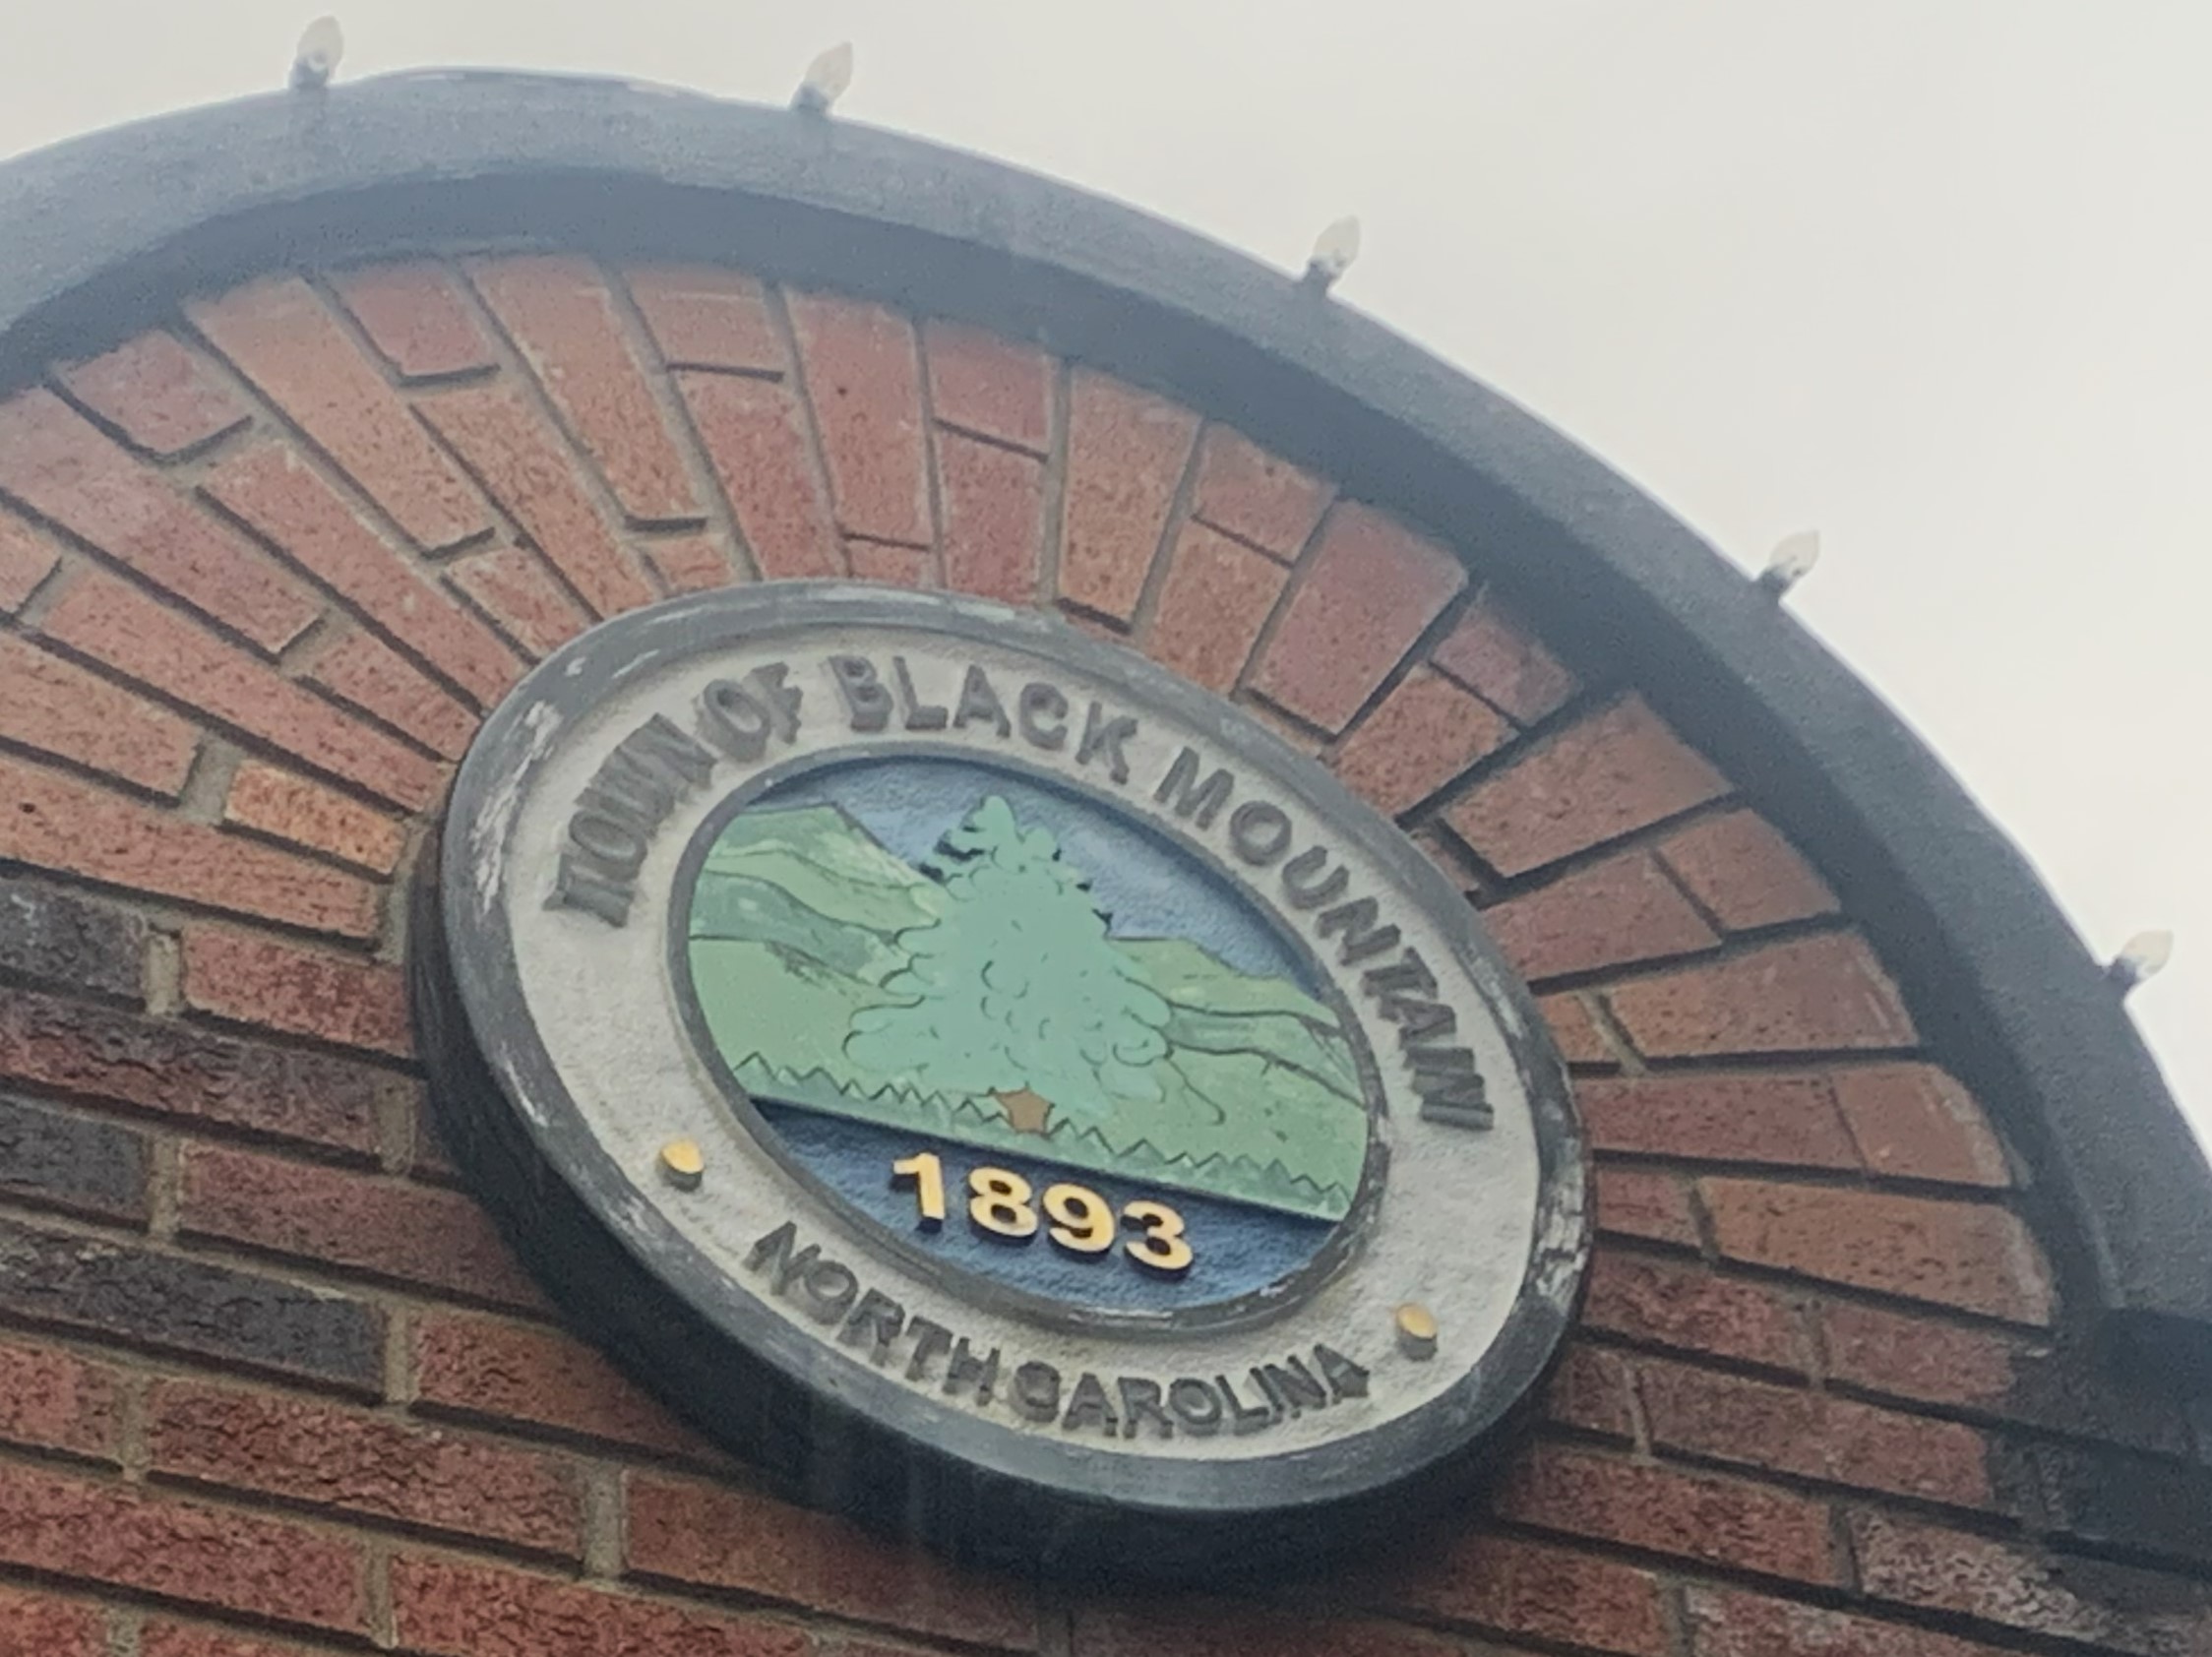 TOWN OF BLACK MOUNTAIN
1893
NORTH CAROLINA